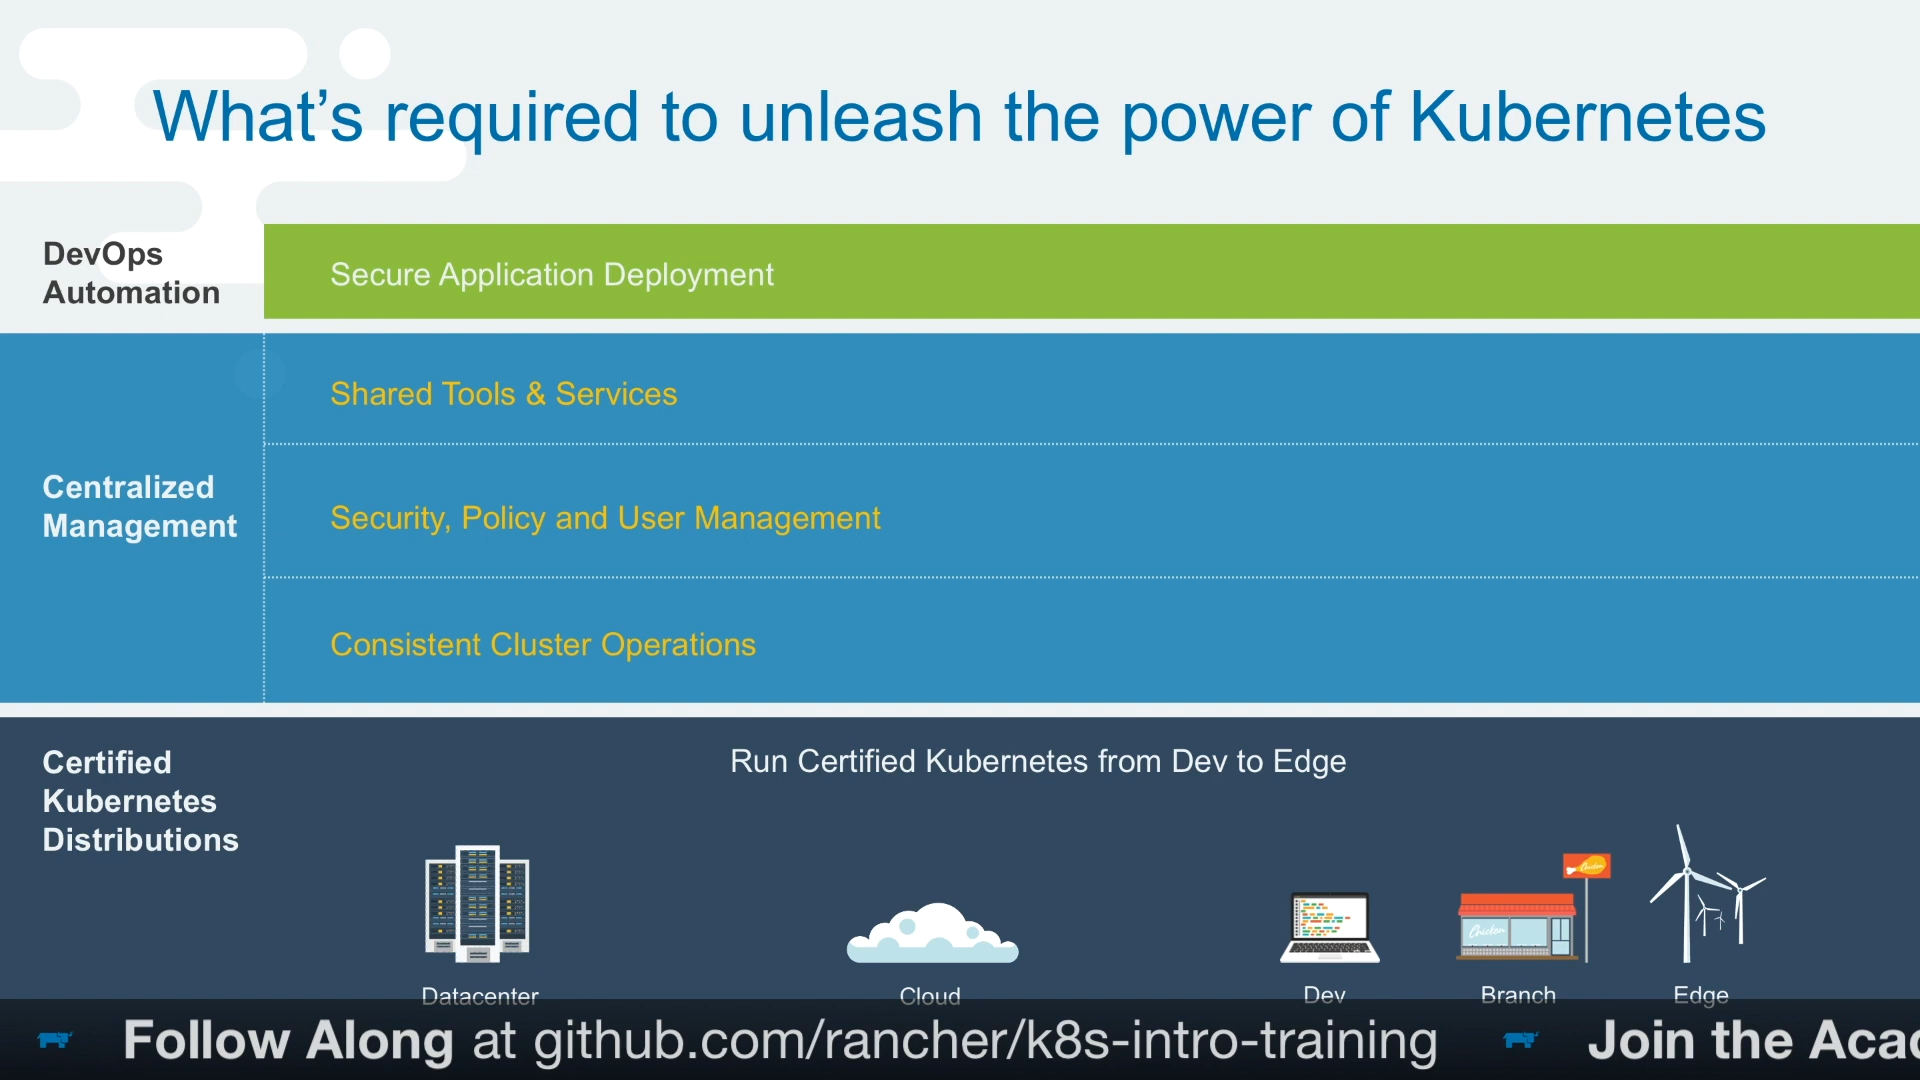 What’s required to unleash the power of Kubernetes
DevOps
Automation
Secure Application Deployment
Shared Tools & Services
Centralized
Management
Security, Policy and User Management
Consistent Cluster Operations
Certified
Kubernetes
Distributions
Run Certified Kubernetes from Dev to Edge
Chicken
Chicken
Datacenter
Cloud
Dev
Branch
Edge
Follow Along at github.com/rancher/k8s-intro-training
Join the